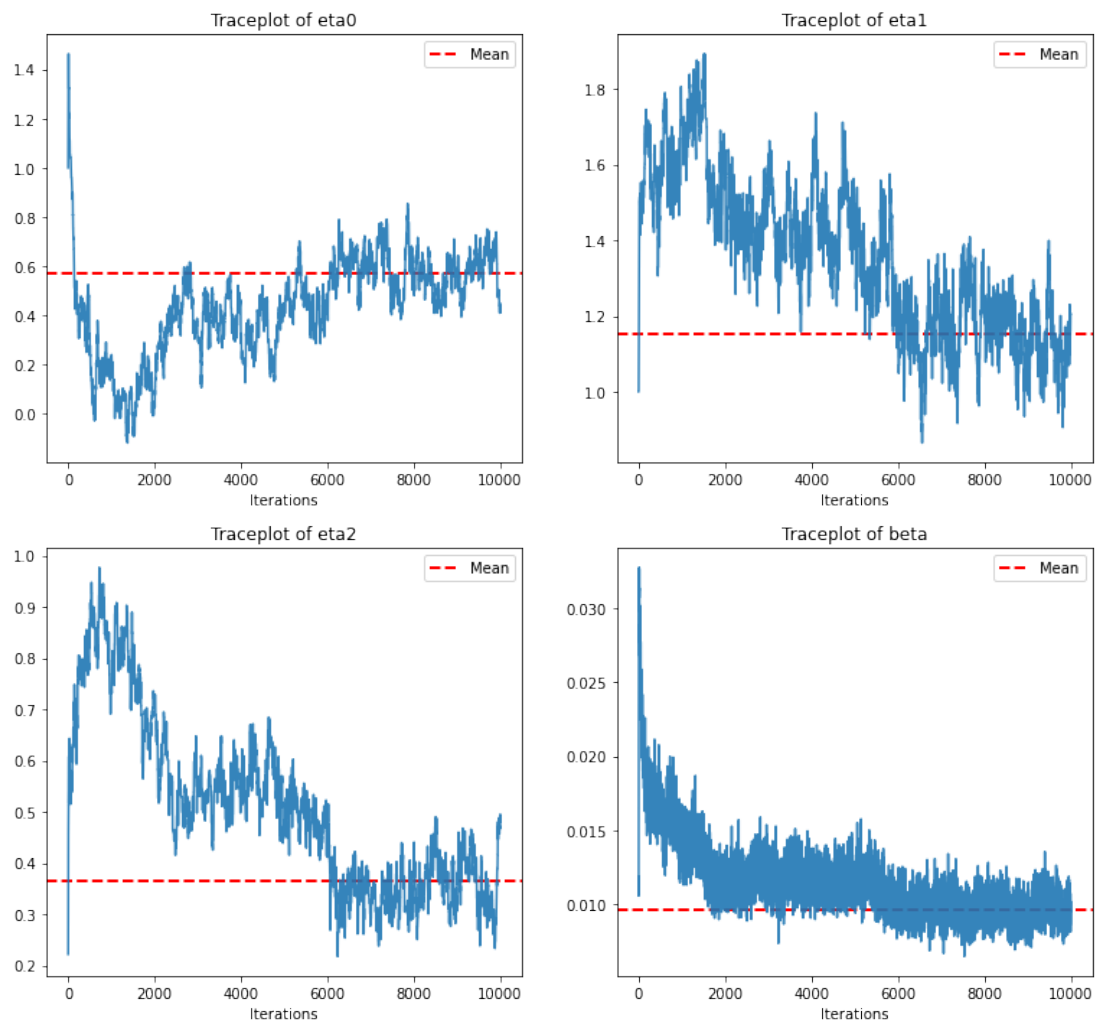 Traceplot of eta0
Mean
1.4
1.2
1.0
0.8
0.6
0.4
0.2
0.0
0 2000 4000 6000 8000 10000
Iterations
Traceplot of eta1
Mean
1.8
1.6
1.4
1.2
1.0
0 2000 4000 6000 8000 10000
Iterations
Traceplot of eta2
Mean
1.0
0.9
0.8
0.7
0.6
0.5
0.4
0.3
0.2
0 2000 4000 6000 8000 10000
Iterations
Traceplot of beta
Mean
0.030
0.025
0.020
0.015
0.010
0 2000 4000 6000 8000 10000
Iterations